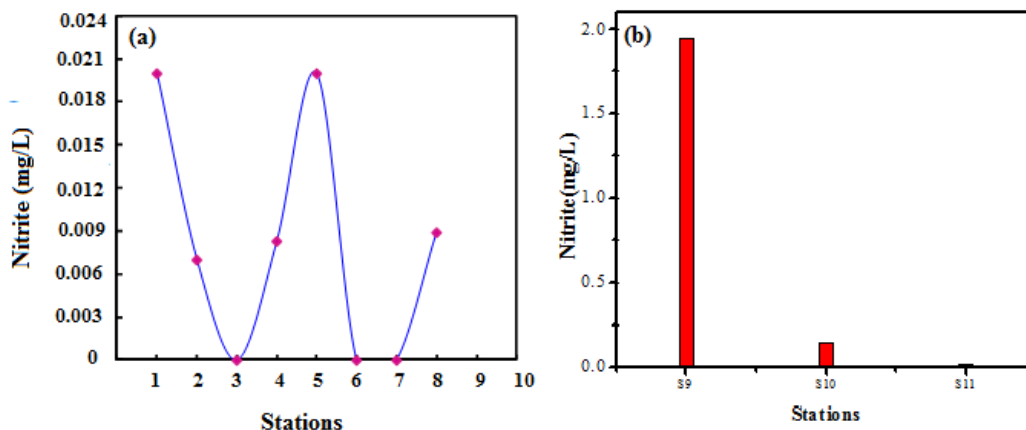 (a)
Nitrite (mg/L)
0.024
0.021
0.018
0.015
0.012
0.009
0.006
0.003
0
1 2 3 4 5 6 7 8 9 10
Stations
(b)
Nitrite(mg/L)
2.0
1.5
1.0
0.5
0.0
S9 S10 S11
Stations